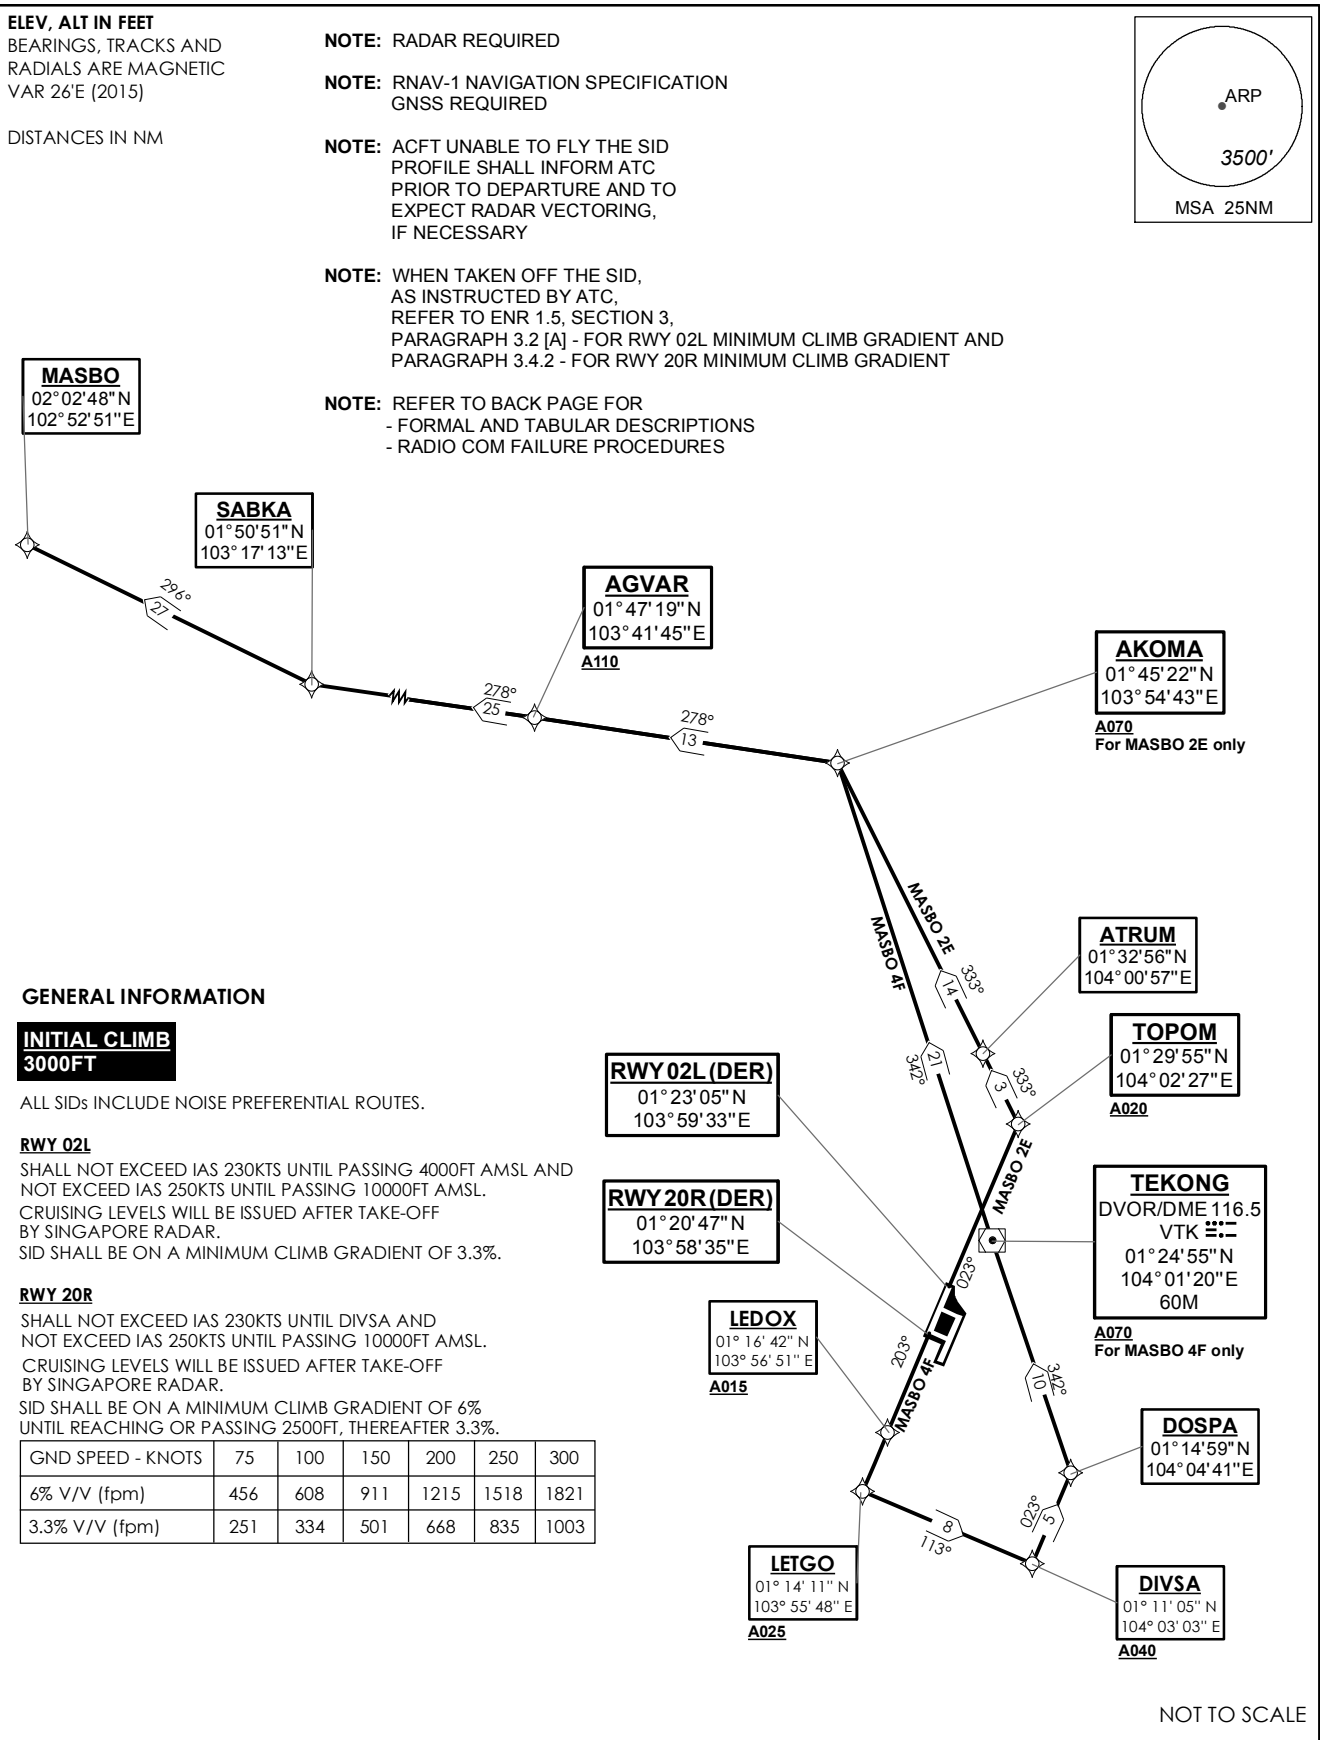 ELEV, ALT IN FEET
BEARINGS, TRACKS AND
RADIALS ARE MAGNETIC
VAR 26'E (2015)
DISTANCES IN NM
NOTE: RADAR REQUIRED
NOTE: RNAV-1 NAVIGATION SPECIFICATION
GNSS REQUIRED
NOTE: ACFT UNABLE TO FLY THE SID
PROFILE SHALL INFORM ATC
PRIOR TO DEPARTURE AND TO
EXPECT RADAR VECTORING,
IF NECESSARY
NOTE: WHEN TAKEN OFF THE SID,
AS INSTRUCTED BY ATC,
REFER TO ENR 1.5, SECTION 3,
PARAGRAPH 3.2 [A] - FOR RWY 02L MINIMUM CLIMB GRADIENT AND
PARAGRAPH 3.4.2 - FOR RWY 20R MINIMUM CLIMB GRADIENT
NOTE: REFER TO BACK PAGE FOR
- FORMAL AND TABULAR DESCRIPTIONS
- RADIO COM FAILURE PROCEDURES
ARP
3500'
MSA 25NM
MASBO
02°02'48"N
102°52'51"E
SABKA
01°50'51"N
103°17'13"E
AGVAR
01°47'19"N
103°41'45"E
A110
AKOMA
01°45'22"N
103°54'43"E
A070
For MASBO 2E only
296°
27
278°
25
278°
13
MASBO 2E
MASBO 4F
333°
14
ATRUM
01°32'56"N
104°00'57"E
21
342°
333°
3
TOPOM
01°29'55"N
104°02'27"E
A020
MASBO 2E
RWY 02L (DER)
01°23'05"N
103°59'33"E
RWY 20R (DER)
01°20'47"N
103°58'35"E
TEKONG
DVOR/DME 116.5
VTK
01°24'55"N
104°01'20"E
60M
A070
For MASBO 4F only
023°
203°
MASBO 4F
LEDOX
01° 16' 42" N
103° 56' 51" E
A015
342°
10
DOSPA
01°14'59"N
104°04'41"E
023°
5
8
113°
LETGO
01° 14' 11" N
103° 55' 48" E
A025
DIVSA
01° 11' 05" N
104° 03' 03" E
A040
GENERAL INFORMATION
INITIAL CLIMB
3000FT
ALL SIDs INCLUDE NOISE PREFERENTIAL ROUTES.
RWY 02L
SHALL NOT EXCEED IAS 230KTS UNTIL PASSING 4000FT AMSL AND
NOT EXCEED IAS 250KTS UNTIL PASSING 10000FT AMSL.
CRUISING LEVELS WILL BE ISSUED AFTER TAKE-OFF
BY SINGAPORE RADAR.
SID SHALL BE ON A MINIMUM CLIMB GRADIENT OF 3.3%.
RWY 20R
SHALL NOT EXCEED IAS 230KTS UNTIL DIVSA AND
NOT EXCEED IAS 250KTS UNTIL PASSING 10000FT AMSL.
CRUISING LEVELS WILL BE ISSUED AFTER TAKE-OFF
BY SINGAPORE RADAR.
SID SHALL BE ON A MINIMUM CLIMB GRADIENT OF 6%
UNTIL REACHING OR PASSING 2500FT, THEREAFTER 3.3%.
GND SPEED - KNOTS 75 100 150 200 250 300
6% V/V (fpm) 456 608 911 1215 1518 1821
3.3% V/V (fpm) 251 334 501 668 835 1003
NOT TO SCALE